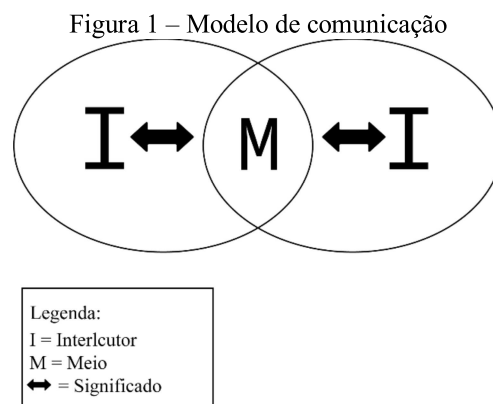 Figura 1 – Modelo de comunicação
I M I
Legenda:
I = Interlcutor
M = Meio
= Significado